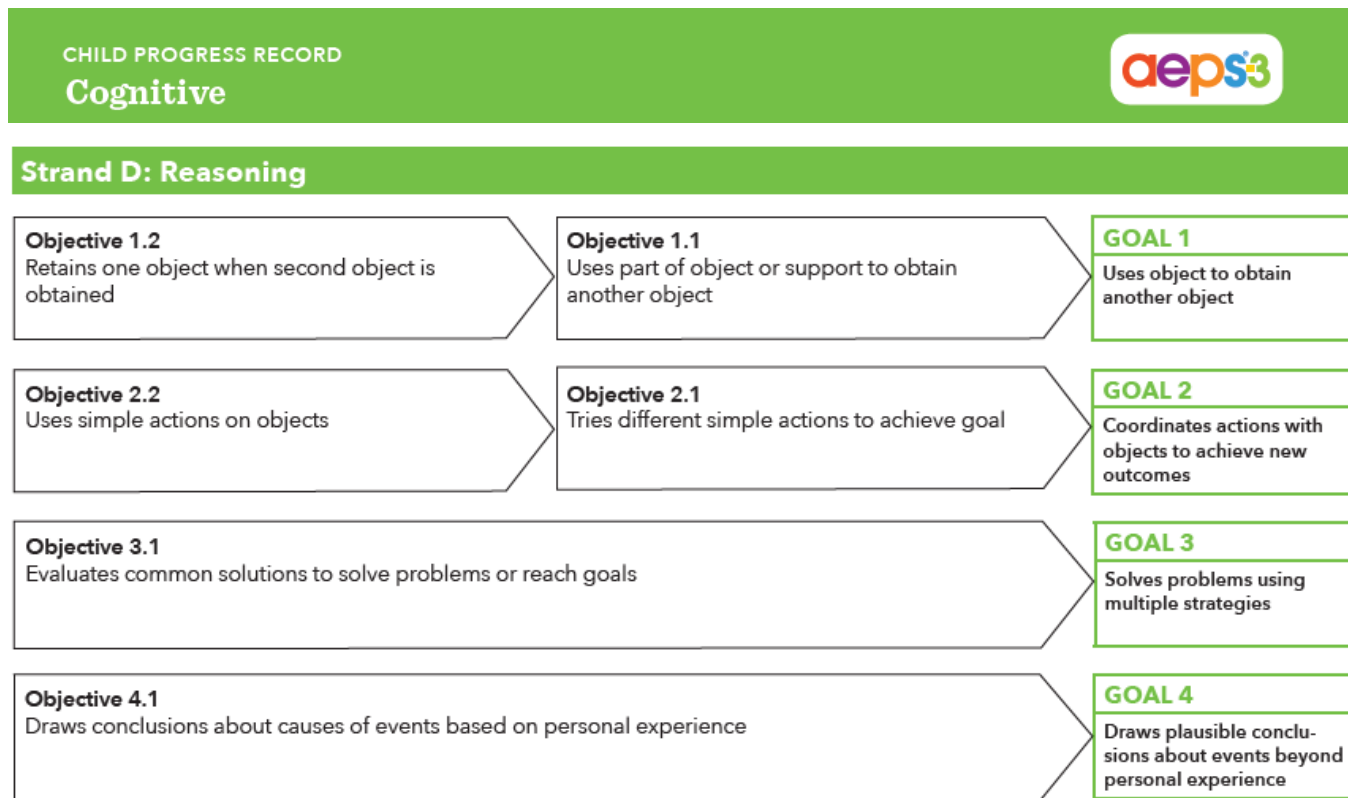 CHILD PROGRESS RECORD
Cognitive
aeps-3
Strand D: Reasoning
Objective 1.2
Retains one object when second object is
obtained
Objective 1.1
Uses part of object or support to obtain
another object
GOAL 1
Uses object to obtain
another object
Objective 2.2
Uses simple actions on objects
Objective 2.1
Tries different simple actions to achieve goal
GOAL 2
Coordinates actions with
objects to achieve new
outcomes
Objective 3.1
Evaluates common solutions to solve problems or reach goals
GOAL 3
Solves problems using
multiple strategies
Objective 4.1
Draws conclusions about causes of events based on personal experience
GOAL 4
Draws plausible conclu-
sions about events beyond
personal experience